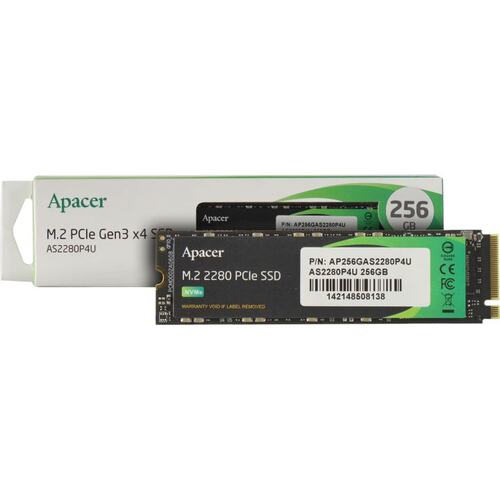 Apacer
M.2 PCIe Gen3 x4 SSD
AS2280P4U
Apacer
256
GB
Apacer
M.2 2280 PCIe SSD
NVMe
WARRANTY VOID IF LABEL REMOVED
P/N: AP256GAS2280P4U
AS2280P4U 256GB
142148508138